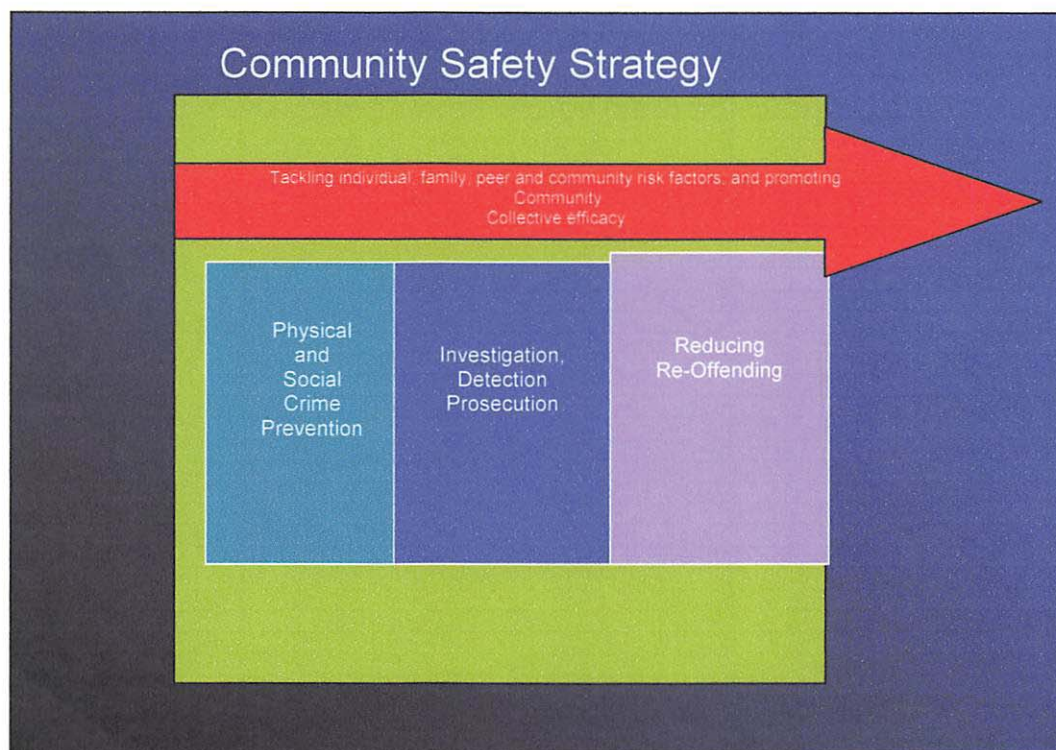 Community Safety Strategy
Tackling individual, family, peer and community risk factors, and promoting
Community
Collective efficacy
Physical
and
Social
Crime
Prevention
Investigation,
Detection
Prosecution
Reducing
Re-Offending